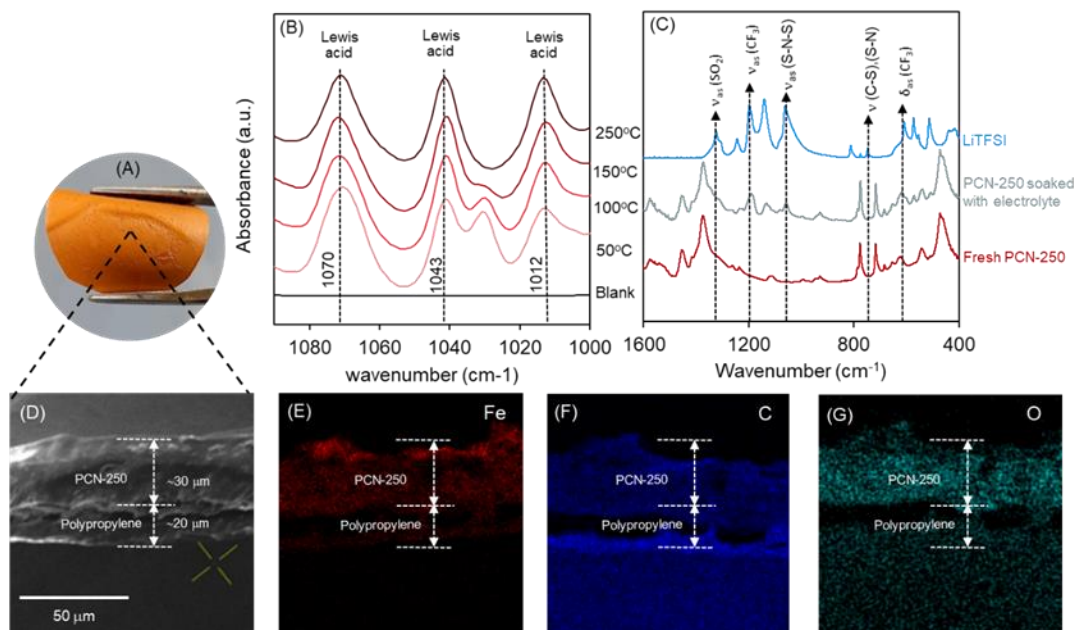 (A)
(B)
Lewis
acid
Lewis
acid
Lewis
acid
250°C
150°C
100°C
50°C
Blank
1070
1043
1012
Absorbance (a.u.)
1080
1060
1040
1020
1000
wavenumber (cm-1)
(C)
νas (SO2)
νas (CF3)
νas (S-N-S)
ν (C-S),(S-N)
δas (CF3)
LiTFSI
PCN-250 soaked
with electrolyte
Fresh PCN-250
1600
1200
800
400
Wavenumber (cm⁻¹)
(D)
PCN-250
~30 μm
Polypropylene
~20 μm
50 μm
(E)
Fe
PCN-250
Polypropylene
(F)
C
PCN-250
Polypropylene
(G)
O
PCN-250
Polypropylene